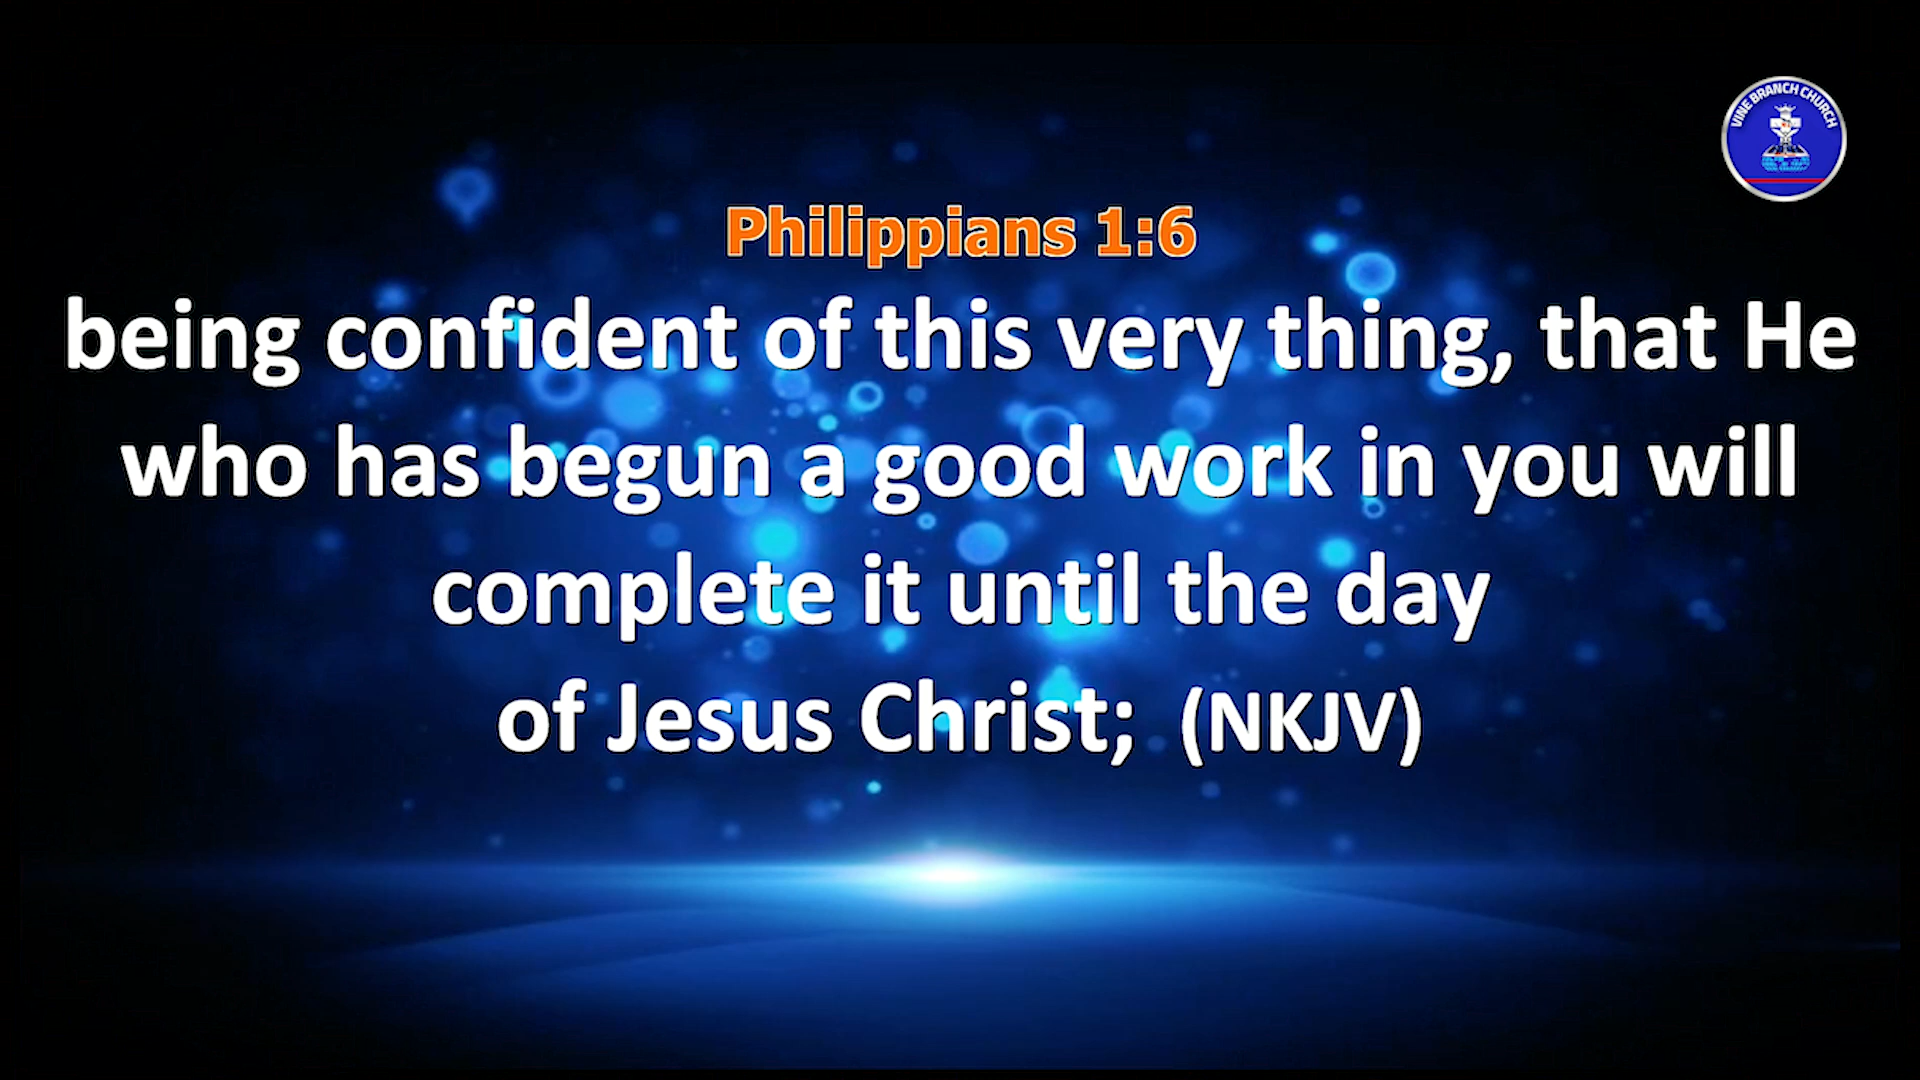 VINE BRANCH CHURCH
Philippians 1:6
being confident of this very thing, that He
who has begun a good work in you will
complete it until the day
of Jesus Christ;  (NKJV)